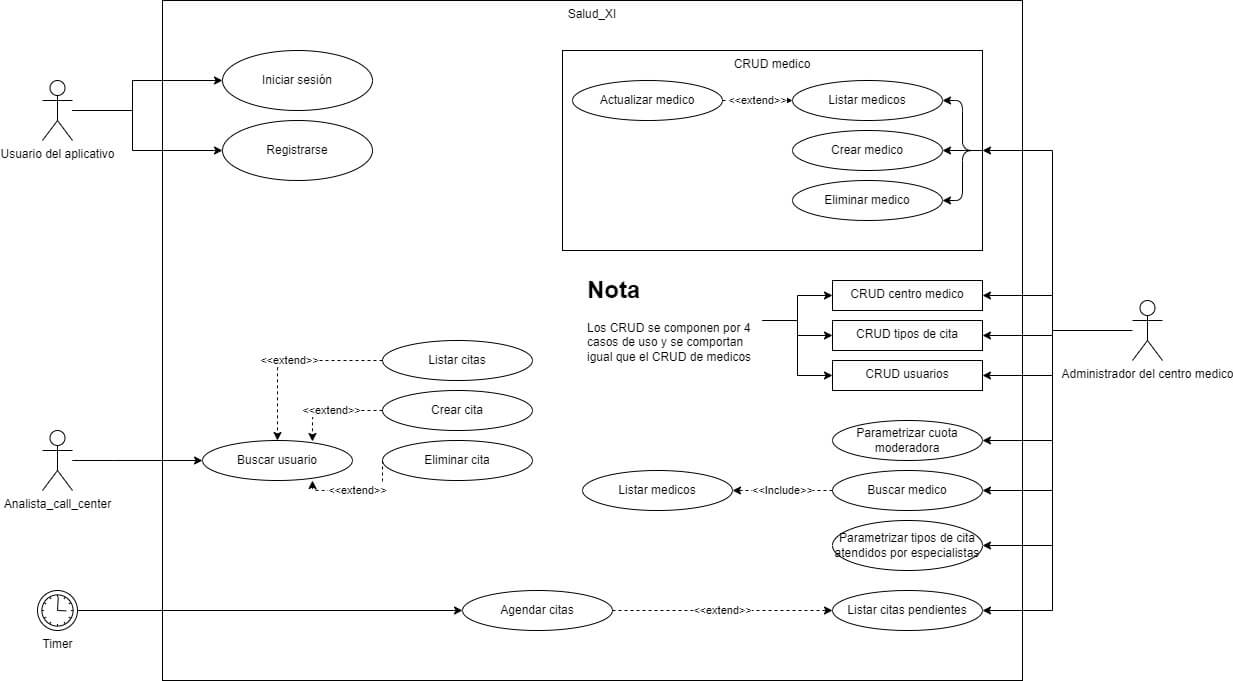 Salud_XI
Iniciar sesión
Registrarse
Usuario del aplicativo
CRUD medico
Actualizar medico
<<extend>>
Listar medicos
Crear medico
Eliminar medico
Nota
Los CRUD se componen por 4
casos de uso y se comportan
igual que el CRUD de medicos
CRUD centro medico
CRUD tipos de cita
CRUD usuarios
Administrador del centro medico
<<extend>>
Listar citas
<<extend>>
Crear cita
Buscar usuario
Eliminar cita
<<extend>>
Analista_call_center
Parametrizar cuota
moderadora
Listar medicos
<<Include>>
Buscar medico
Parametrizar tipos de cita
atendidos por especialistas
Agendar citas
<<extend>>
Listar citas pendientes
Timer